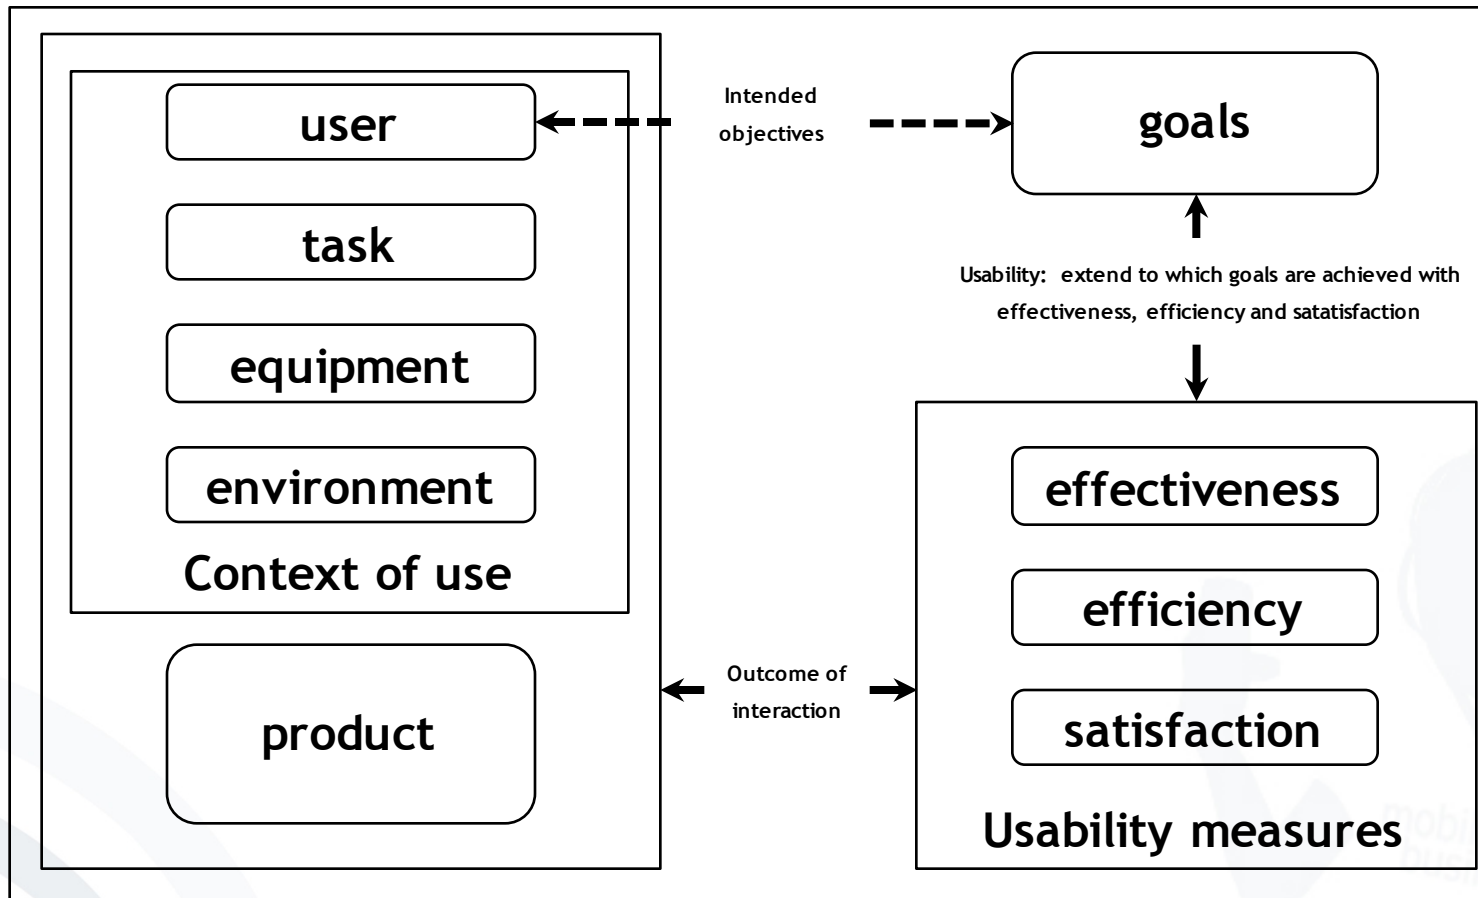 user
task
equipment
environment
Context of use
product
Intended
objectives
Outcome of
interaction
goals
Usability: extend to which goals are achieved with
effectiveness, efficiency and satatisfaction
effectiveness
efficiency
satisfaction
Usability measures